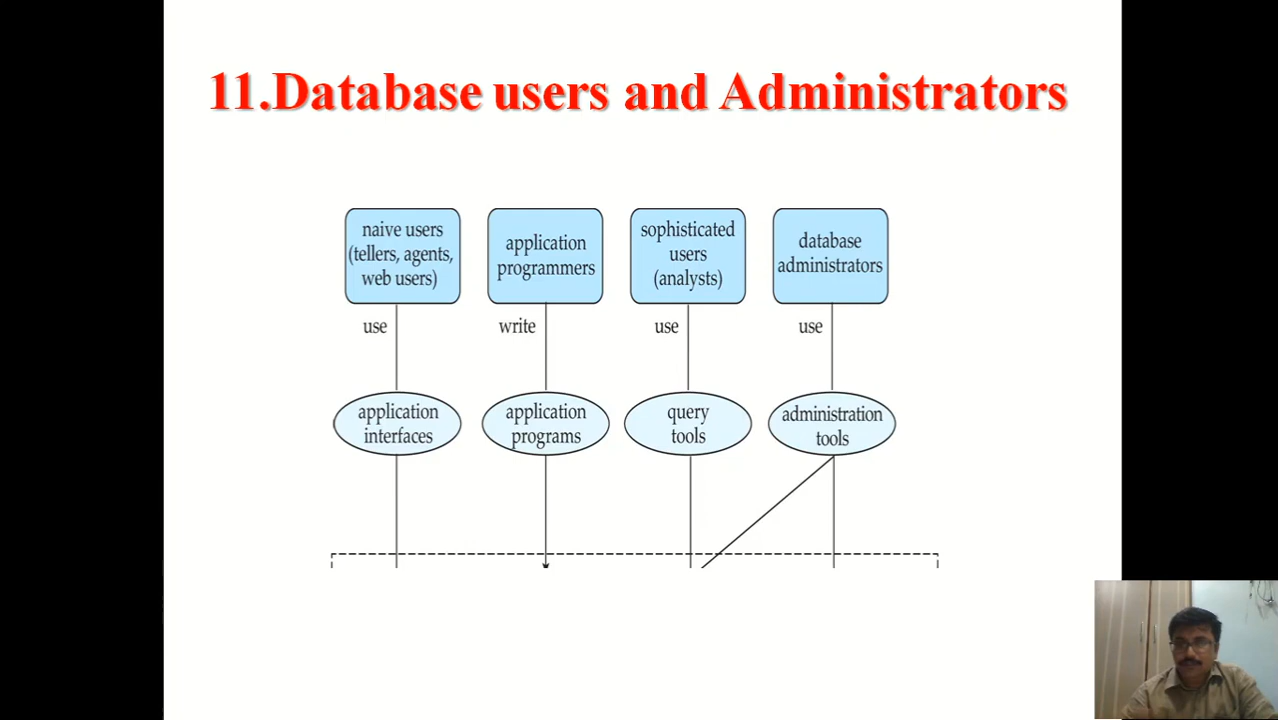 11.Database users and Administrators
naive users
(tellers, agents,
web users)
application
programmers
sophisticated
users
(analysts)
database
administrators
use
write
use
use
application
interfaces
application
programs
query
tools
administration
tools